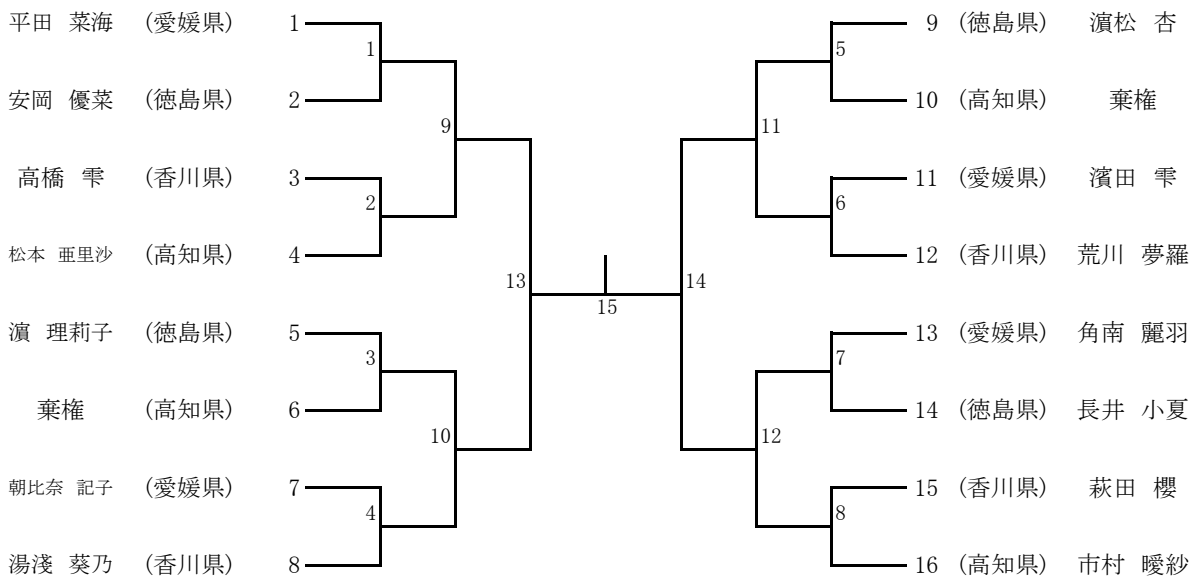 平田 菜海 (愛媛県) 1
安岡 優菜 (徳島県) 2
高橋 雫 (香川県) 3
松本 亜里沙 (高知県) 4
濵 理莉子 (徳島県) 5
棄権 (高知県) 6
朝比奈 記子 (愛媛県) 7
湯淺 葵乃 (香川県) 8
1
2
3
4
9
10
13
15
14
11
12
5
6
7
8
9 (徳島県) 濵松 杏
10 (高知県) 棄権
11 (愛媛県) 濱田 雫
12 (香川県) 荒川 夢羅
13 (愛媛県) 角南 麗羽
14 (徳島県) 長井 小夏
15 (香川県) 萩田 櫻
16 (高知県) 市村 曖紗